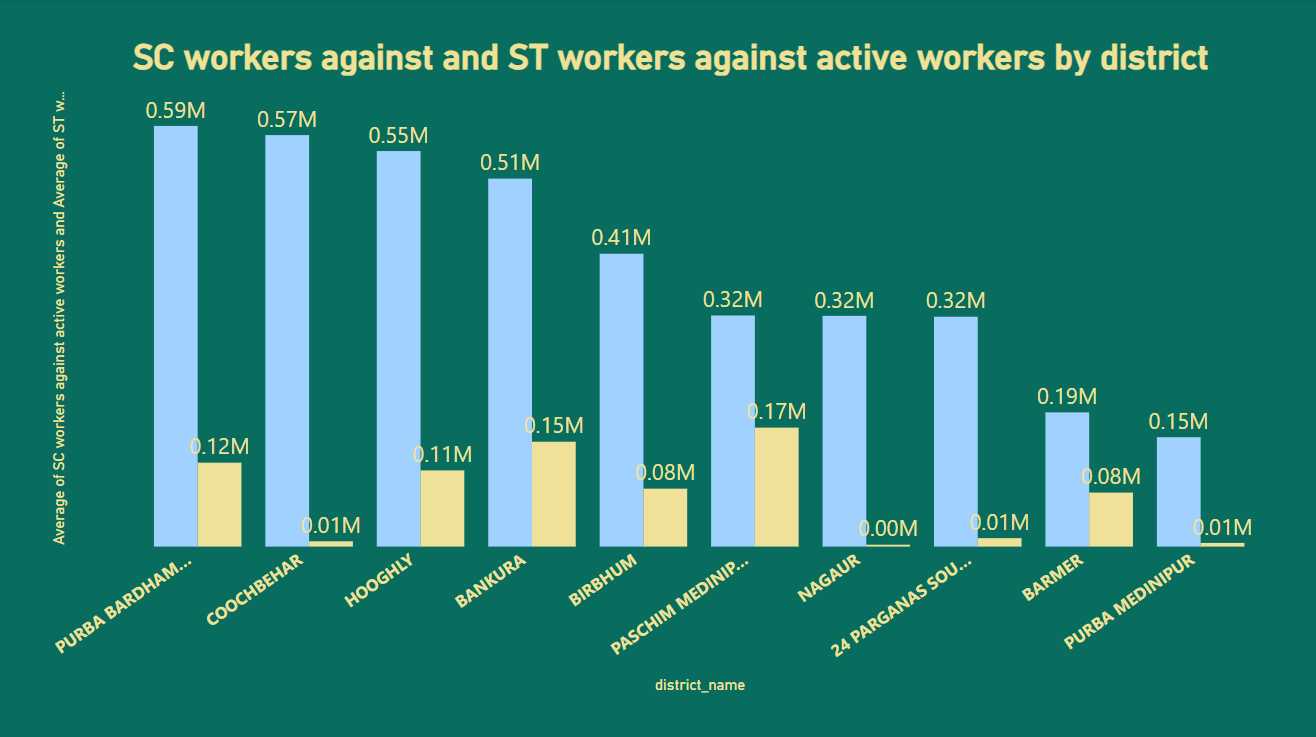 SC workers against and ST workers against active workers by district
Average of SC workers against active workers and Average of ST w...
0.59M
0.57M
0.55M
0.51M
0.41M
0.32M
0.32M
0.32M
0.19M
0.15M
0.12M
0.01M
0.11M
0.15M
0.08M
0.17M
0.00M
0.01M
0.08M
0.01M
PURBA BARDHAM...
COOCHBEHAR
HOOGHLY
BANKURA
BIRBHUM
PASCHIM MEDINIP...
NAGAUR
24 PARGANAS SOU...
BARMER
PURBA MEDINIPUR
district_name